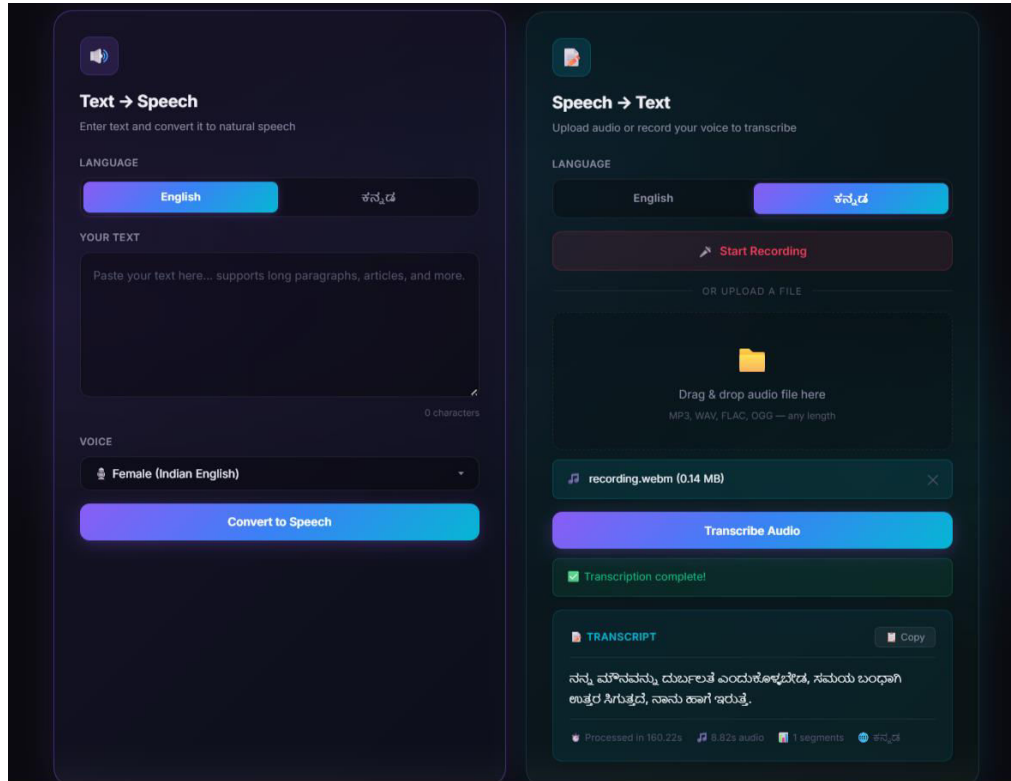 Text → Speech
Enter text and convert it to natural speech
LANGUAGE
English
ಕನ್ನಡ
YOUR TEXT
Paste your text here... supports long paragraphs, articles, and more.
0 characters
VOICE
Female (Indian English)
Convert to Speech
Speech → Text
Upload audio or record your voice to transcribe
LANGUAGE
English
ಕನ್ನಡ
Start Recording
OR UPLOAD A FILE
Drag & drop audio file here
MP3, WAV, FLAC, OGG — any length
recording.webm (0.14 MB)
Transcribe Audio
Transcription complete!
TRANSCRIPT
Copy
ನನ್ನ ಮೌನವನ್ನು ದುರ್ಬಲತೆ ಎಂದುಕೊಳ್ಳಬೇಡ, ಸಮಯ ಬಂಧಾಗಿ
ಉತ್ತರ ಸಿಗುತ್ತದೆ, ನಾನು ಹಾಗೆ ಇರುತ್ತೆ.
Processed in 160.22s 8.82s audio 1 segments ಕನ್ನಡ